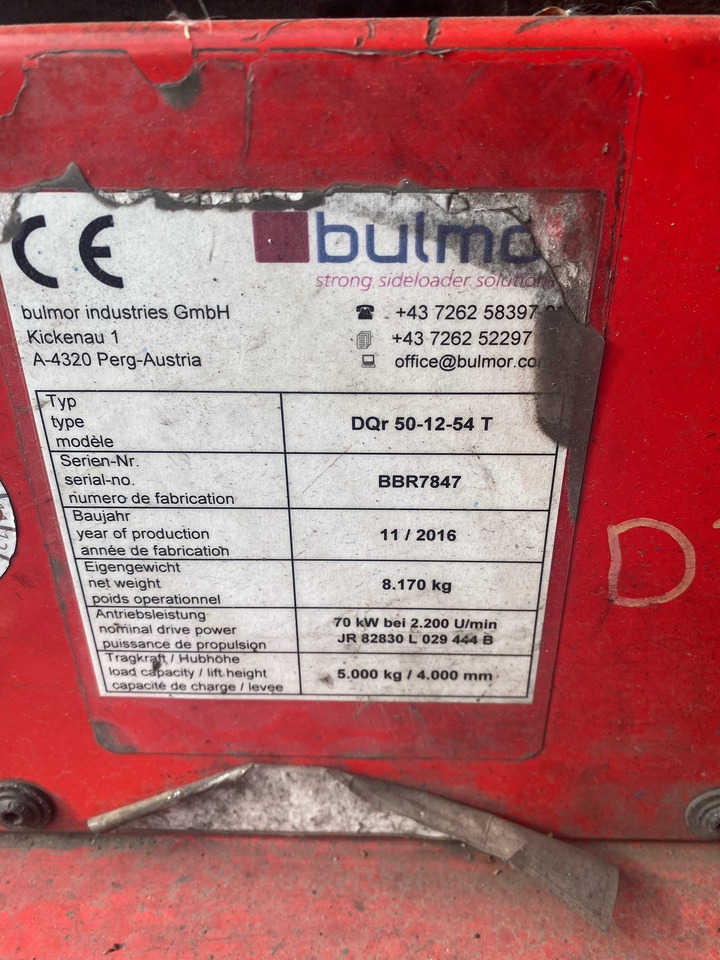 CE
bulmo
strong sideloader solutions
bulmor industries GmbH
Kickenau 1
A-4320 Perg-Austria
+43 7262 58397
+43 7262 52297
office@bulmor.com
Typ
type
modèle
DQr 50-12-54 T
Serien-Nr.
serial-no.
numero de fabrication
BBR7847
Baujahr
year of production
année de fabrication
11 / 2016
Eigengewicht
net weight
poids operationnel
8.170 kg
Antriebsleistung
nominal drive power
puissance de propulsion
70 kW bei 2.200 U/min
JR 82830 L 029 444 B
Tragkraft / Hubhöhe
load capacity / lift height
capacité de charge / levee
5.000 kg / 4.000 mm
D